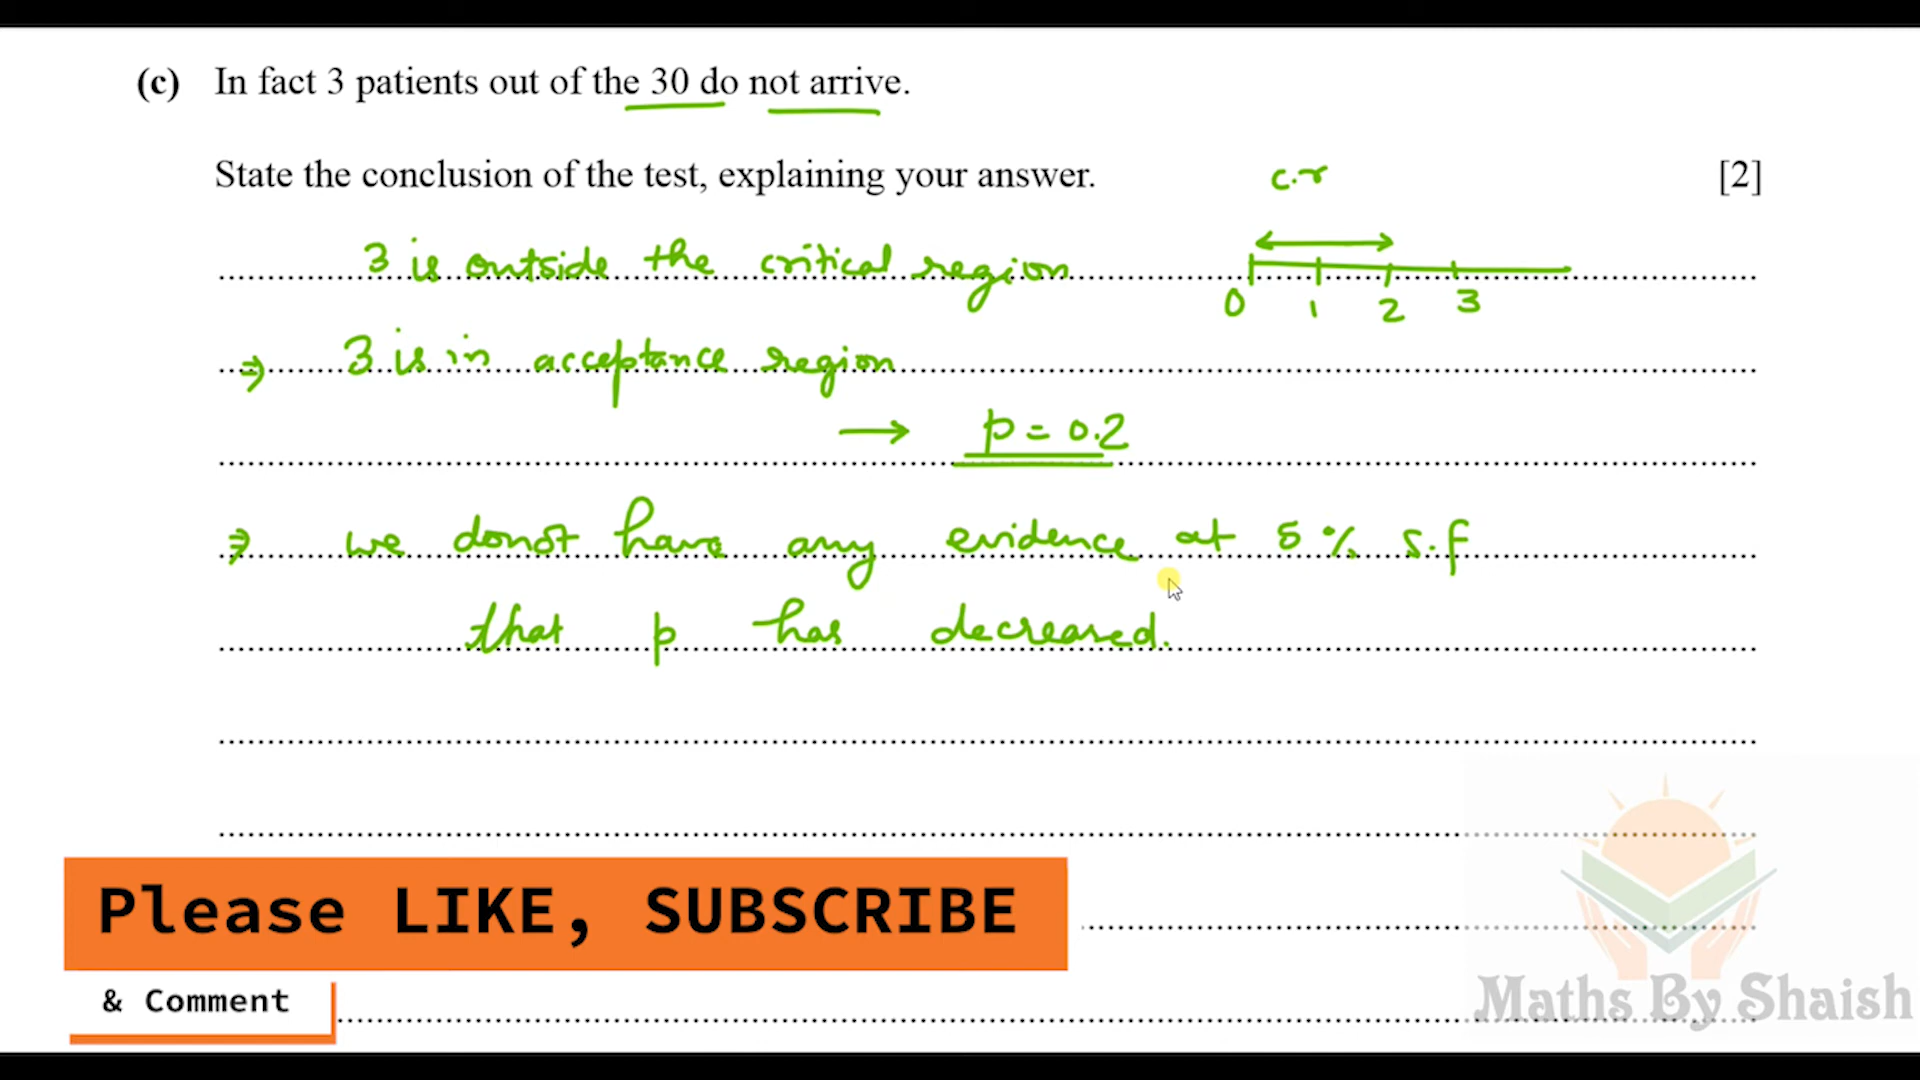 (c) In fact 3 patients out of the 30 do not arrive.
State the conclusion of the test, explaining your answer. [2]
c.r
3 is outside the critical region
0 1 2 3
⇒ 3 is in acceptance region
→ p = 0.2
⇒ we donot have any evidence at 5 % s.f
that p has decreased.
Please LIKE, SUBSCRIBE
& Comment
Maths By Shaish